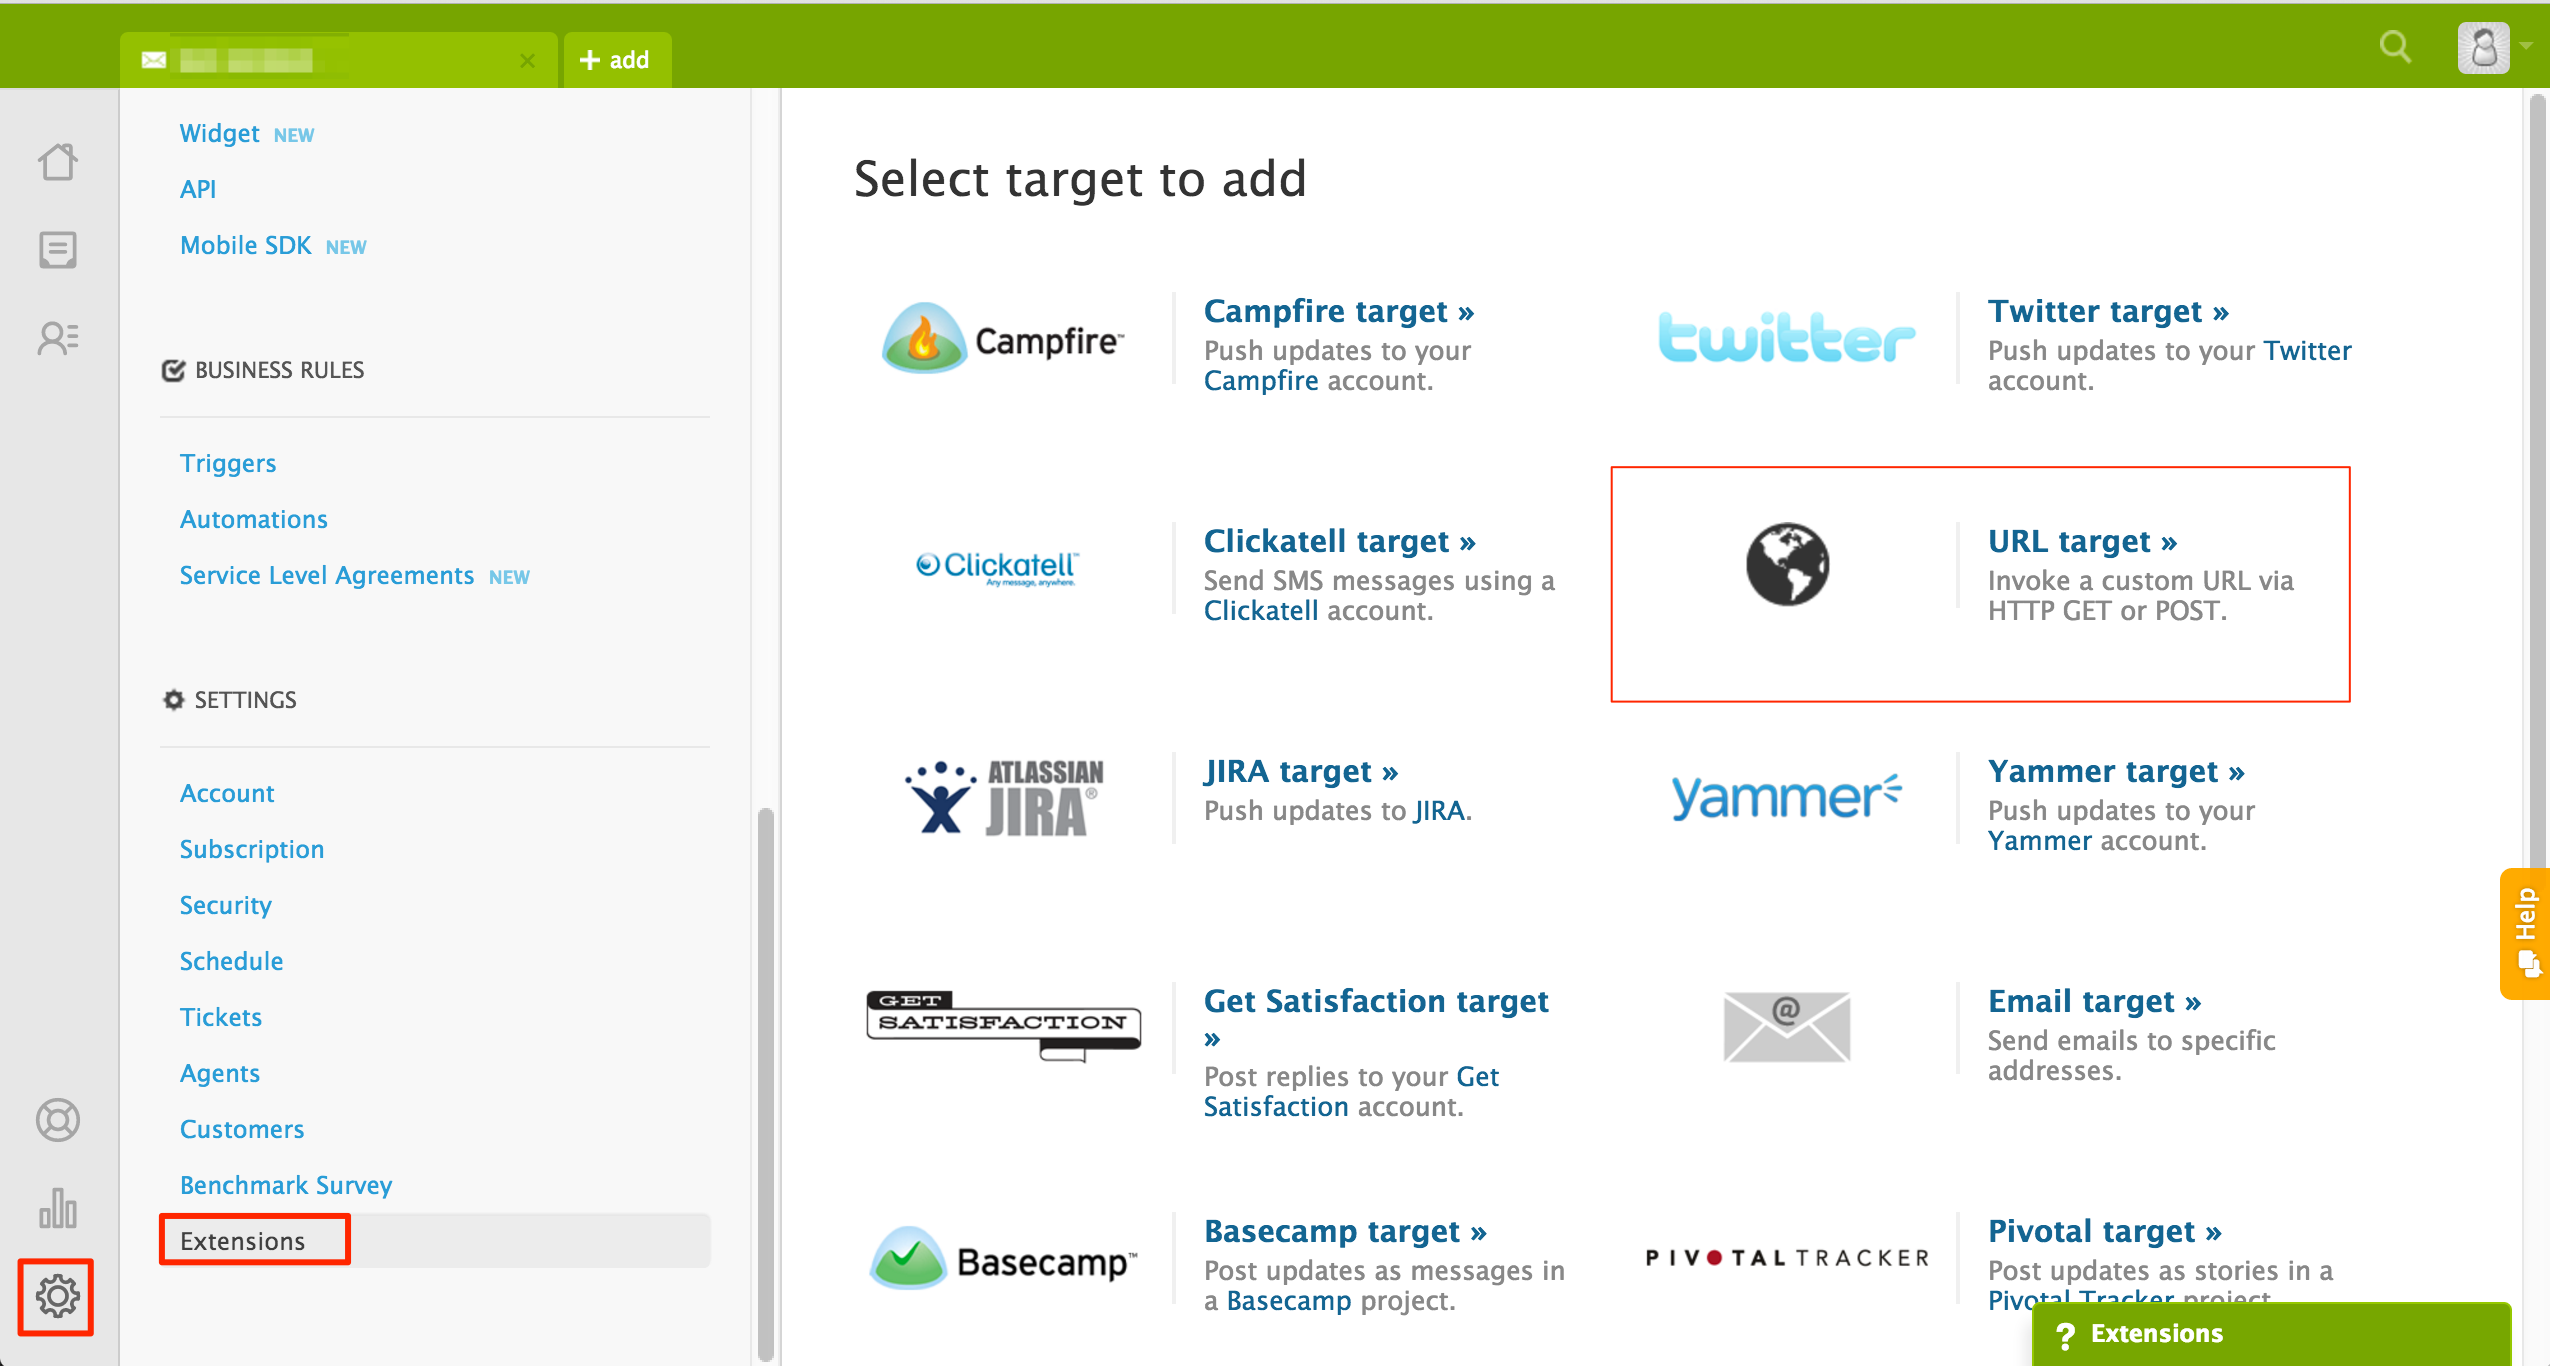 + add
Widget NEW
API
Mobile SDK NEW
BUSINESS RULES
Triggers
Automations
Service Level Agreements NEW
SETTINGS
Account
Subscription
Security
Schedule
Tickets
Agents
Customers
Benchmark Survey
Extensions
Select target to add
Campfire™
Campfire target »
Push updates to your
Campfire account.
twitter
Twitter target »
Push updates to your Twitter
account.
Clickatell™
Any message, anywhere.
Clickatell target »
Send SMS messages using a
Clickatell account.
URL target »
Invoke a custom URL via
HTTP GET or POST.
ATLASSIAN
JIRA®
JIRA target »
Push updates to JIRA.
yammer
Yammer target »
Push updates to your
Yammer account.
GET
SATISFACTION
Get Satisfaction target
»
Post replies to your Get
Satisfaction account.
@
Email target »
Send emails to specific
addresses.
Basecamp™
Basecamp target »
Post updates as messages in
a Basecamp project.
PIVOTAL TRACKER
Pivotal target »
Post updates as stories in a
Pivotal Tracker project.
Help
? Extensions